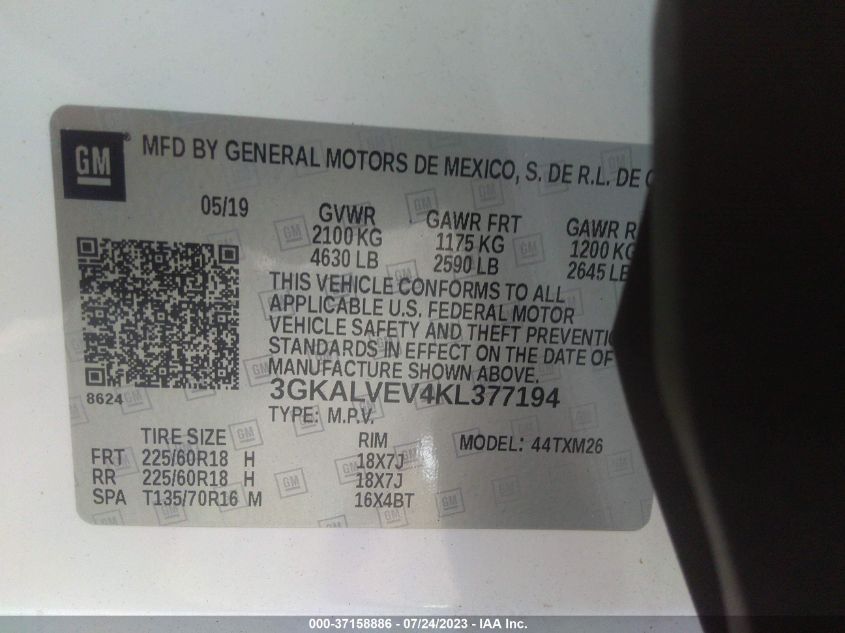 GM ® MFD BY GENERAL MOTORS DE MEXICO, S. DE R.L. DE C
05/19 GVWR GAWR FRT GAWR R
2100 KG 1175 KG 1200 KG
4630 LB 2590 LB 2645 LB
THIS VEHICLE CONFORMS TO ALL
APPLICABLE U.S. FEDERAL MOTOR
VEHICLE SAFETY AND THEFT PREVENTIO
STANDARDS IN EFFECT ON THE DATE OF
MANUFACTURE SHOWN ABOVE.
8624 3GKALVEV4KL377194
TYPE: M.P.V.
TIRE SIZE RIM MODEL: 44TXM26
FRT 225/60R18 H 18X7J
RR 225/60R18 H 18X7J
SPA T135/70R16 M 16X4BT
000-37158886 - 07/24/2023 - IAA Inc.